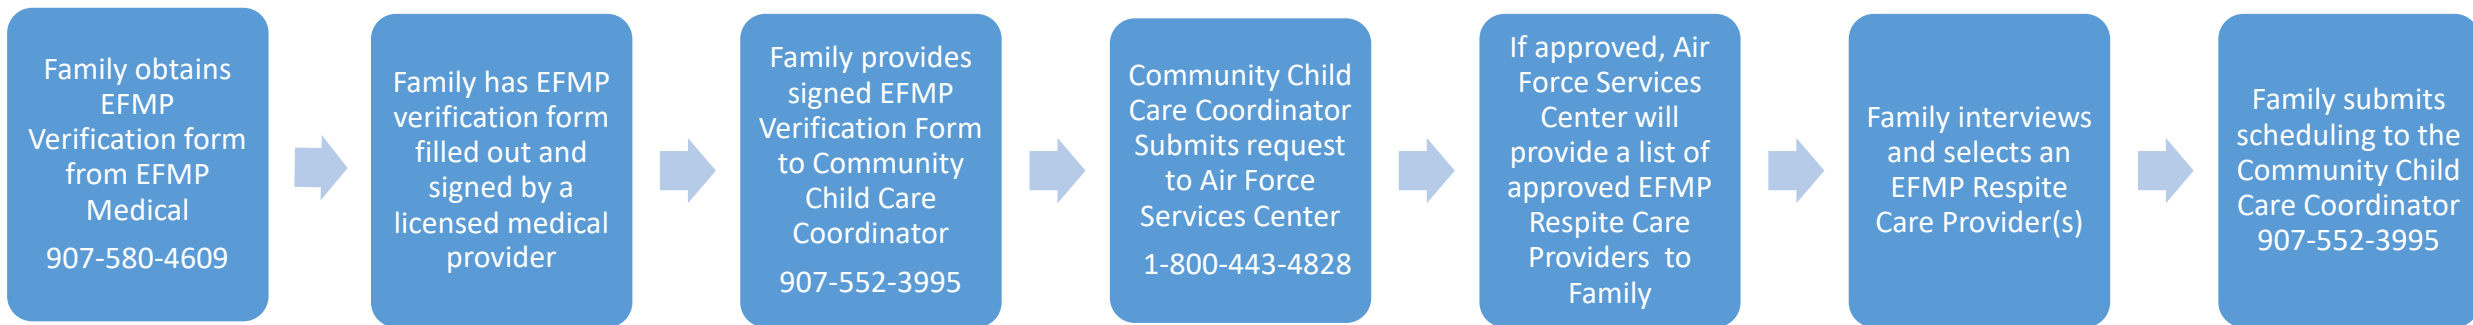 Family obtains
EFMP
Verification form
from EFMP
Medical
907-580-4609
Family has EFMP
verification form
filled out and
signed by a
licensed medical
provider
Family provides
signed EFMP
Verification Form
to Community
Child Care
Coordinator
907-552-3995
Community Child
Care Coordinator
Submits request
to Air Force
Services Center
1-800-443-4828
If approved, Air
Force Services
Center will
provide a list of
approved EFMP
Respite Care
Providers to
Family
Family interviews
and selects an
EFMP Respite
Care Provider(s)
Family submits
scheduling to the
Community Child
Care Coordinator
907-552-3995